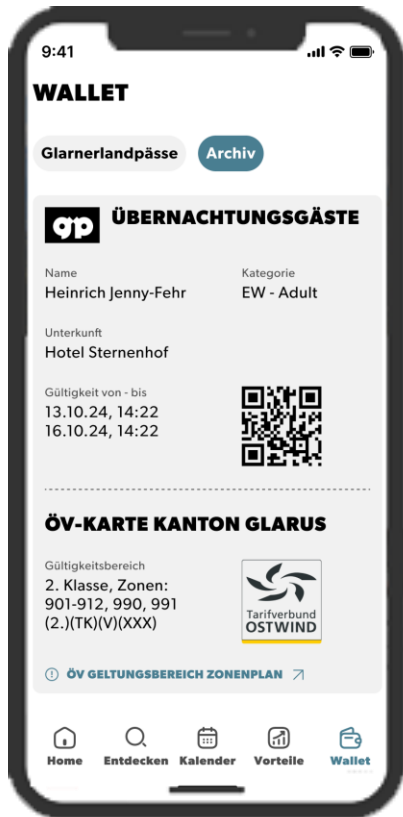 9:41
WALLET
Glarnerlandpässe
Archiv
gp
ÜBERNACHTUNGSGÄSTE
Name
Heinrich Jenny-Fehr
Kategorie
EW - Adult
Unterkunft
Hotel Sternenhof
Gültigkeit von - bis
13.10.24, 14:22
16.10.24, 14:22
ÖV-KARTE KANTON GLARUS
Gültigkeitsbereich
2. Klasse, Zonen:
901-912, 990, 991
(2.)(TK)(V)(XXX)
Tarifverbund
OSTWIND
ÖV GELTUNGSBEREICH ZONENPLAN
Home
Entdecken
Kalender
Vorteile
Wallet